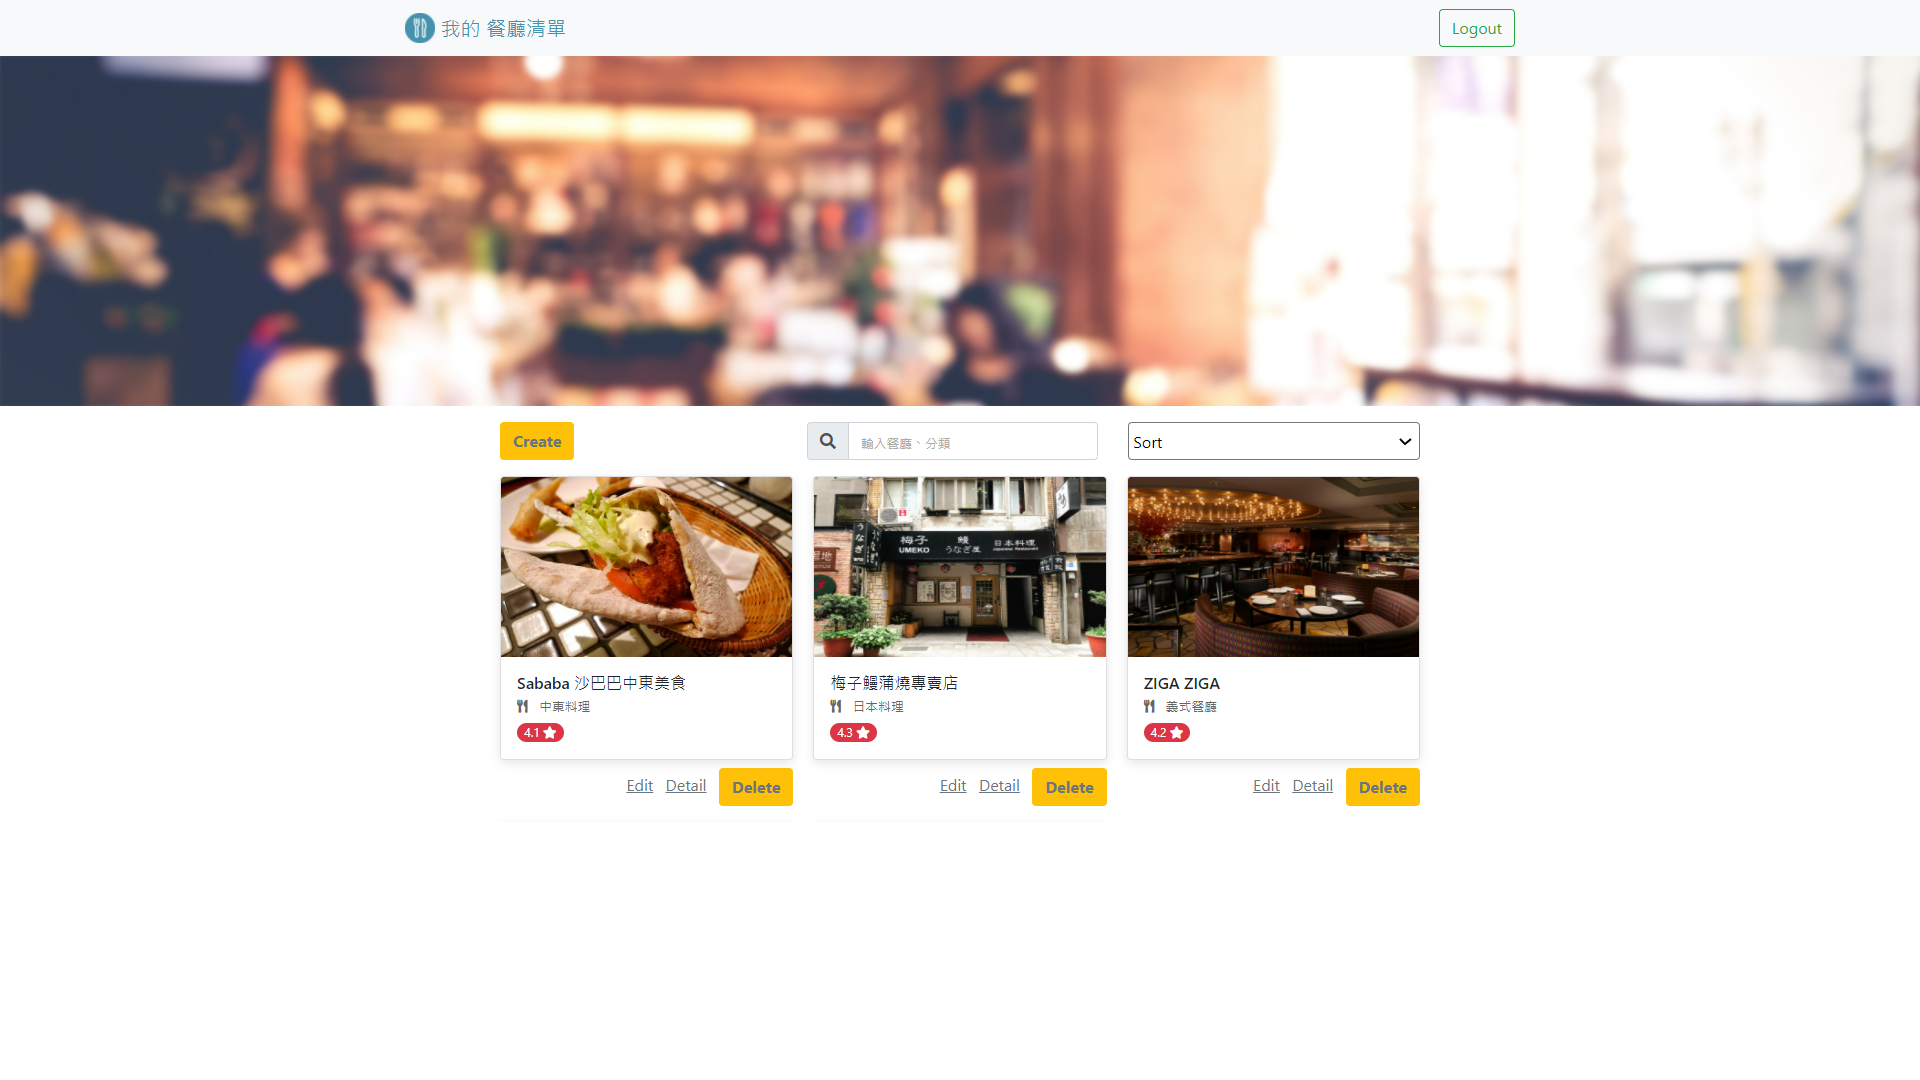 我的 餐廳清單
Logout
Create
輸入餐廳、分類
Sort
梅子 鰻 日本料理
UMEKO うなぎ屋 Japanese Restaurant
うなぎ
Sababa 沙巴巴中東美食
中東料理
4.1
Edit Detail Delete
梅子鰻蒲燒專賣店
日本料理
4.3
Edit Detail Delete
ZIGA ZIGA
義式餐廳
4.2
Edit Detail Delete